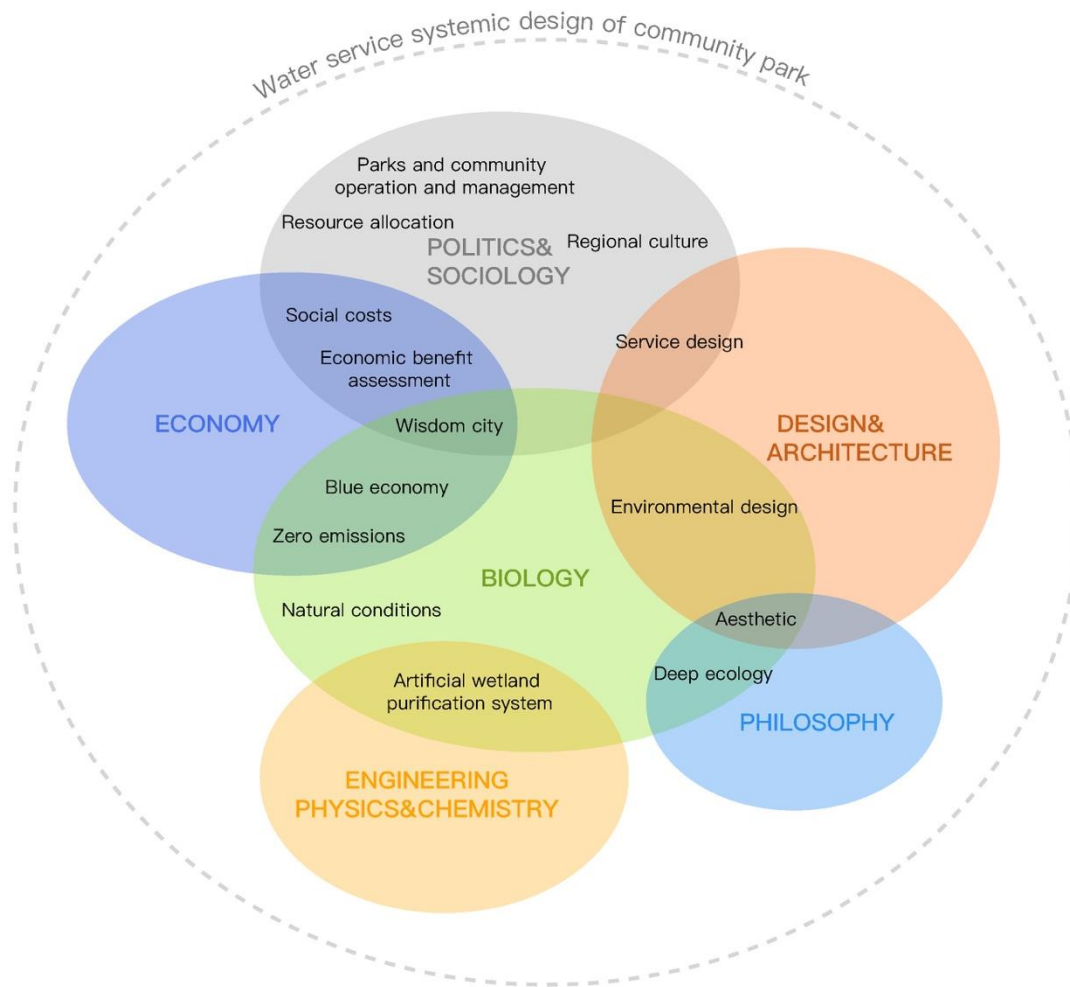 Water service systemic design of community park
Parks and community
operation and management
Resource allocation
Regional culture
POLITICS&
SOCIOLOGY
Social costs
Service design
Economic benefit
assessment
ECONOMY
Wisdom city
DESIGN&
ARCHITECTURE
Blue economy
Environmental design
Zero emissions
BIOLOGY
Natural conditions
Aesthetic
Deep ecology
Artificial wetland
purification system
PHILOSOPHY
ENGINEERING
PHYSICS&CHEMISTRY